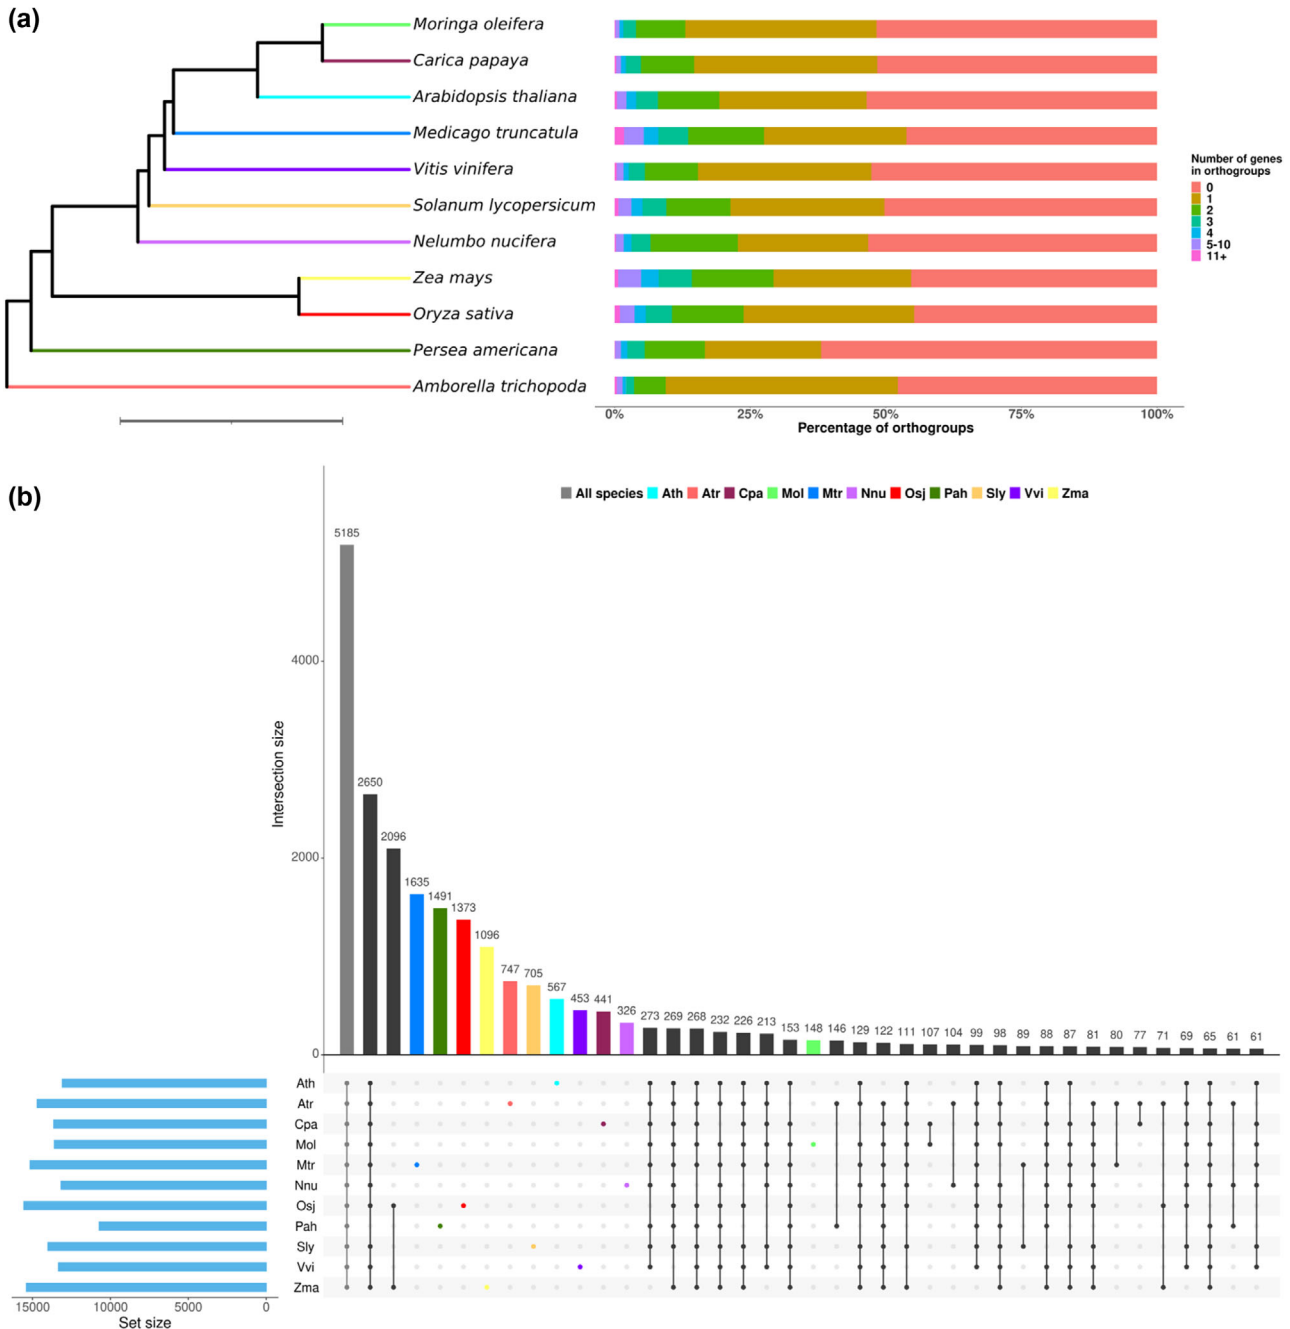 (a)
Moringa oleifera
Carica papaya
Arabidopsis thaliana
Medicago truncatula
Vitis vinifera
Solanum lycopersicum
Nelumbo nucifera
Zea mays
Oryza sativa
Persea americana
Amborella trichopoda
0% 25% 50% 75% 100%
Percentage of orthogroups
Number of genes
in orthogroups
0
1
2
3
4
5-10
11+
(b)
All species Ath Atr Cpa Mol Mtr Nnu Osj Pah Sly Vvi Zma
5185
2650
2096
1635
1491
1373
1096
747
705
567
453
441
326
273
269
268
232
226
213
153
148
146
129
122
111
107
104
99
98
89
88
87
81
80
77
71
69
65
61
61
4000
2000
0
Intersection size
Ath
Atr
Cpa
Mol
Mtr
Nnu
Osj
Pah
Sly
Vvi
Zma
15000 10000 5000 0
Set size